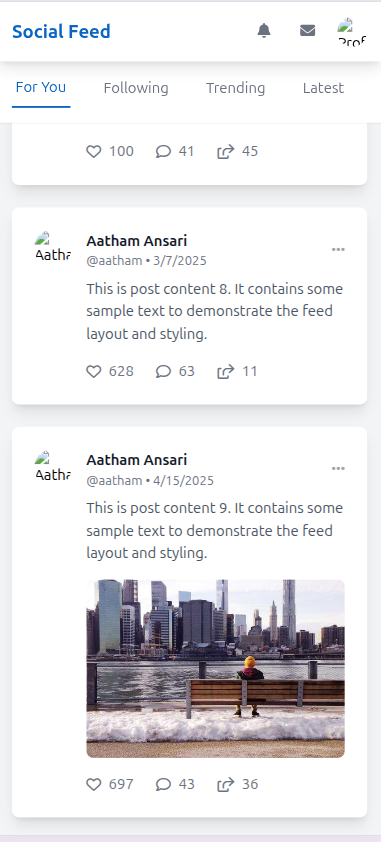 Social Feed
Prof
For You Following Trending Latest
100 41 45
Aatham Ansari
Aatha
@aatham • 3/7/2025
This is post content 8. It contains some
sample text to demonstrate the feed
layout and styling.
628 63 11
Aatham Ansari
Aatha
@aatham • 4/15/2025
This is post content 9. It contains some
sample text to demonstrate the feed
layout and styling.
697 43 36